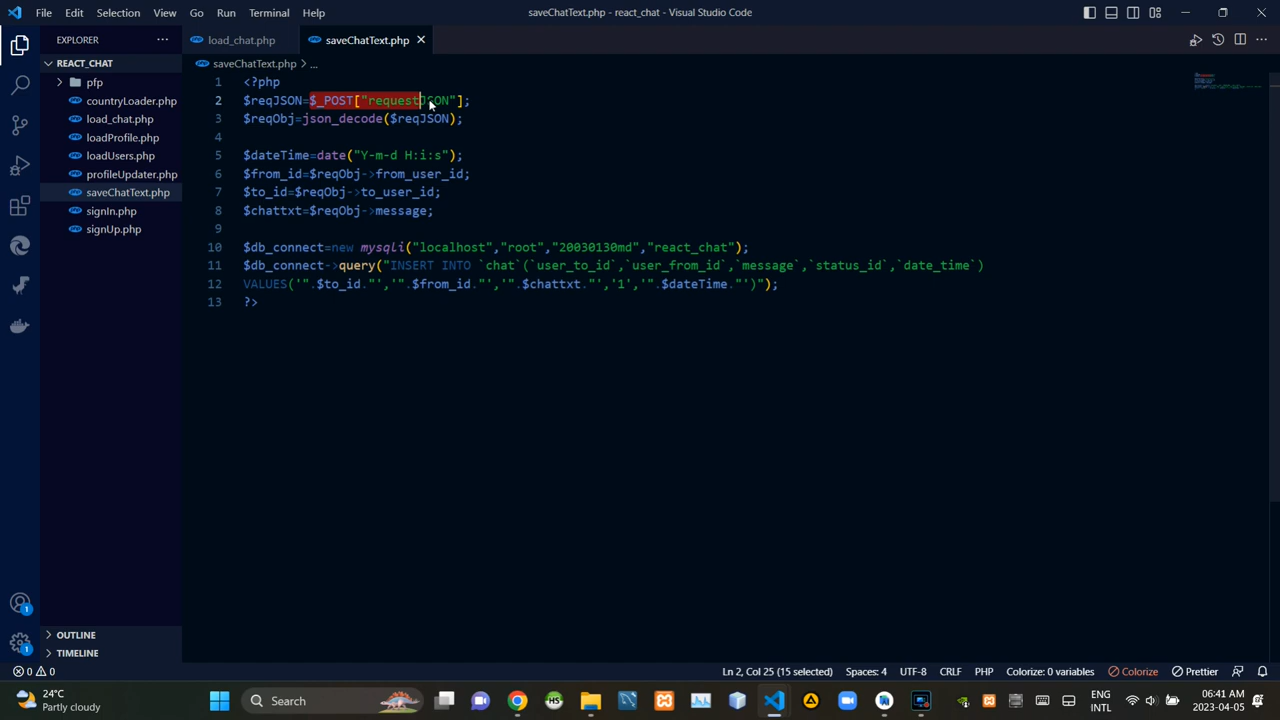 File Edit Selection View Go Run Terminal Help
saveChatText.php - react_chat - Visual Studio Code
EXPLORER
load_chat.php
saveChatText.php
REACT_CHAT
saveChatText.php > ...
pfp
countryLoader.php
load_chat.php
loadProfile.php
loadUsers.php
profileUpdater.php
saveChatText.php
signIn.php
signUp.php
1 <?php
2 $reqJSON=$_POST["requestJSON"];
3 $reqObj=json_decode($reqJSON);
4
5 $dateTime=date("Y-m-d H:i:s");
6 $from_id=$reqObj->from_user_id;
7 $to_id=$reqObj->to_user_id;
8 $chattxt=$reqObj->message;
9
10 $db_connect=new mysqli("localhost","root","20030130md","react_chat");
11 $db_connect->query("INSERT INTO `chat`(`user_to_id`,`user_from_id`,`message`,`status_id`,`date_time`)
12 VALUES('".$to_id."','".$from_id."','".$chattxt."','1','".$dateTime."')");
13 ?>
1
OUTLINE
1
TIMELINE
0 0
Ln 2, Col 25 (15 selected) Spaces: 4 UTF-8 CRLF PHP Colorize: 0 variables Colorize Prettier
24°C
Partly cloudy
Search
HS
ENG
INTL
06:41 AM
2023-04-05